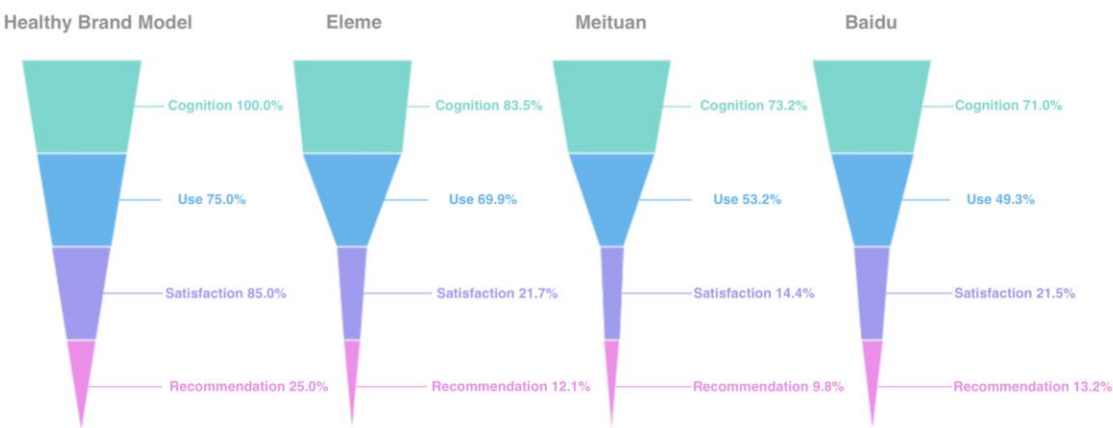 Healthy Brand Model
Eleme
Meituan
Baidu
Cognition 100.0%
Cognition 83.5%
Cognition 73.2%
Cognition 71.0%
Use 75.0%
Use 69.9%
Use 53.2%
Use 49.3%
Satisfaction 85.0%
Satisfaction 21.7%
Satisfaction 14.4%
Satisfaction 21.5%
Recommendation 25.0%
Recommendation 12.1%
Recommendation 9.8%
Recommendation 13.2%